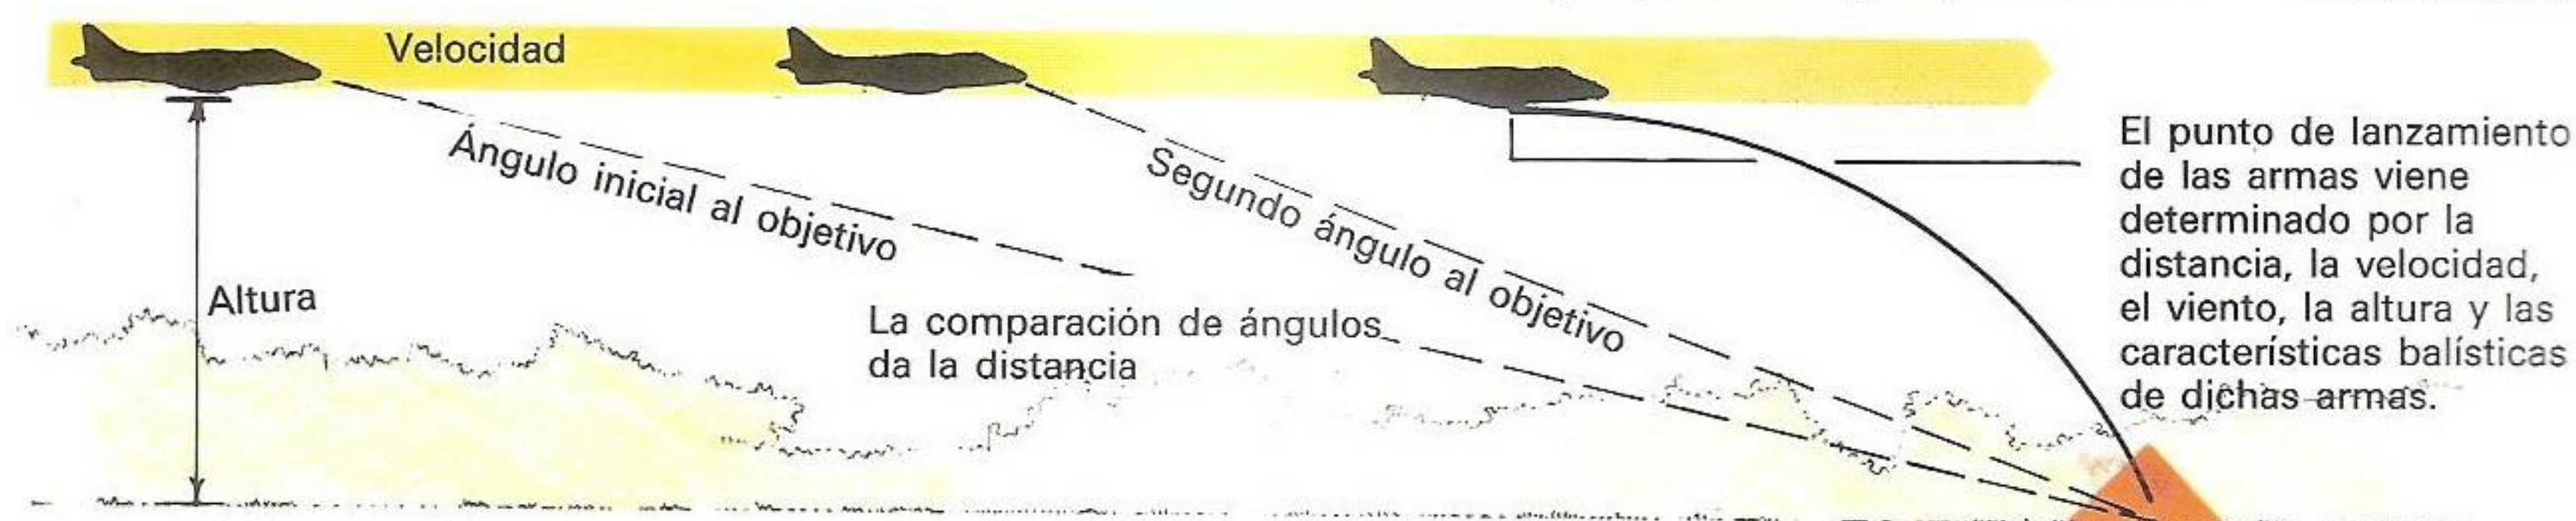 Velocidad
Ángulo inicial al objetivo
Segundo ángulo al objetivo
Altura
La comparación de ángulos
da la distancia
El punto de lanzamiento
de las armas viene
determinado por la
distancia, la velocidad,
el viento, la altura y las
características balísticas
de dichas armas.